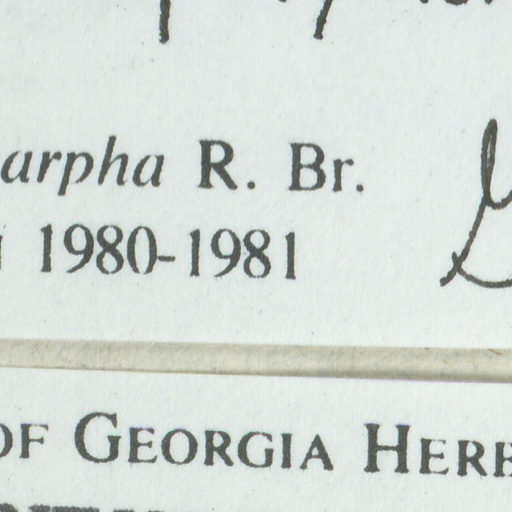 arpha R. Br.
1980-1981
OF GEORGIA HERB